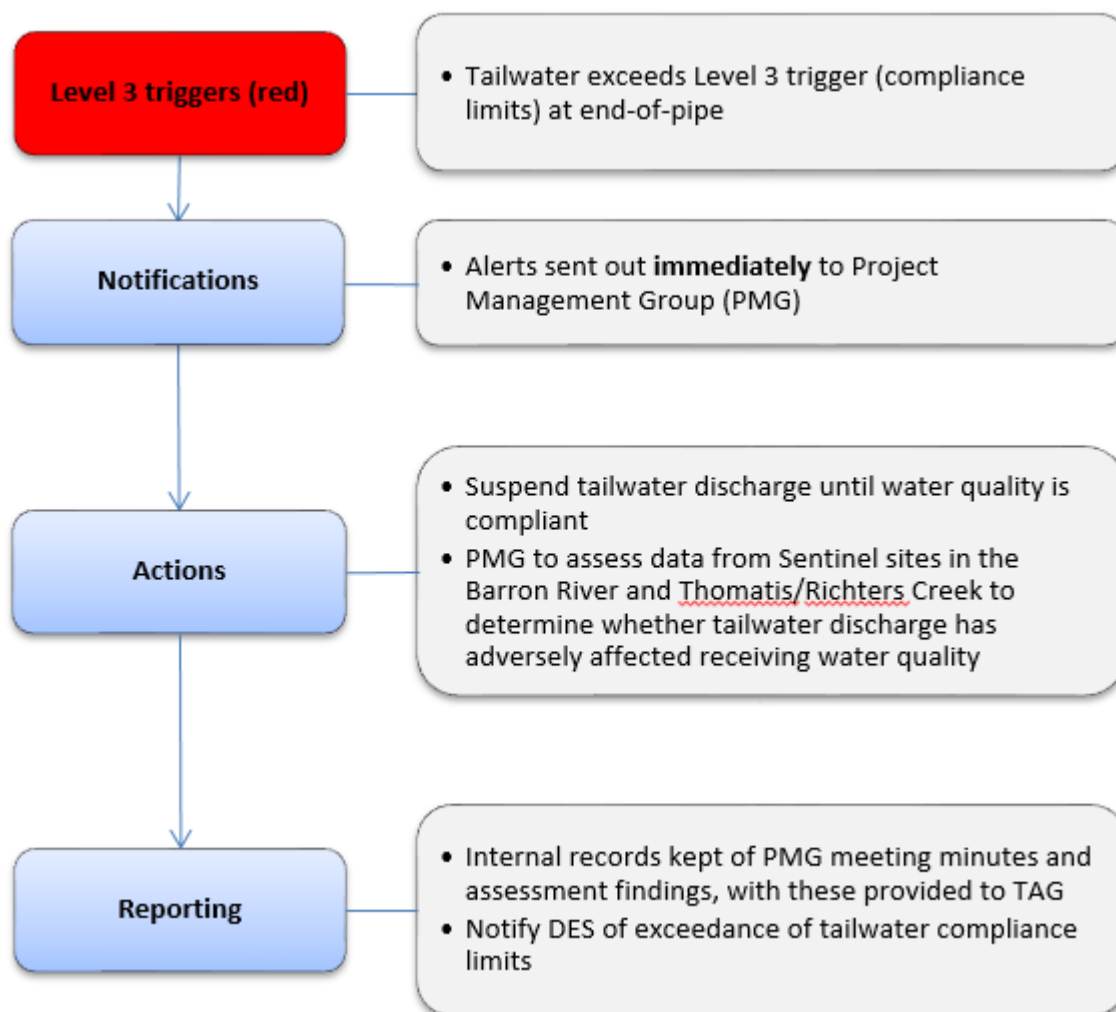 Level 3 triggers (red)
• Tailwater exceeds Level 3 trigger (compliance
limits) at end-of-pipe
Notifications
• Alerts sent out immediately to Project
Management Group (PMG)
Actions
• Suspend tailwater discharge until water quality is
compliant
• PMG to assess data from Sentinel sites in the
Barron River and Thomatis/Richters Creek to
determine whether tailwater discharge has
adversely affected receiving water quality
Reporting
• Internal records kept of PMG meeting minutes and
assessment findings, with these provided to TAG
• Notify DES of exceedance of tailwater compliance
limits